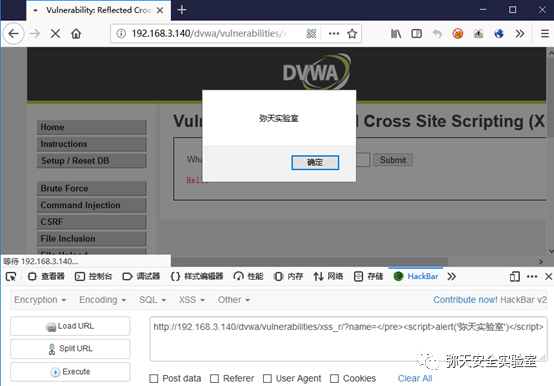 Vulnerability: Reflected Cros
192.168.3.140/dvwa/vulnerabilities/
DVWA
弥天实验室
确定
Home
Instructions
Setup / Reset DB
Brute Force
Command Injection
CSRF
File Inclusion
Vul
d Cross Site Scripting (X
Wha
Submit
Hell
等待 192.168.3.140...
查看器 控制台 调试器 {} 样式编辑器 性能 内存 网络 存储 HackBar
Encryption Encoding SQL XSS Other Contribute now! HackBar v2
Load URL
Split URL
Execute
http://192.168.3.140/dvwa/vulnerabilities/xss_r/?name=</pre><script>alert('弥天实验室')</script>
Post data Referer User Agent Cookies Clear All
弥天安全实验室